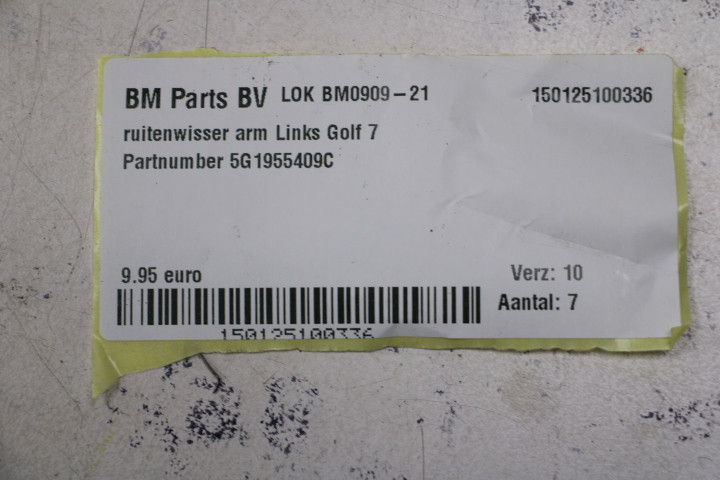 BM Parts BV LOK BM0909-21 150125100336
ruitenwisser arm Links Golf 7
Partnumber 5G1955409C
9.95 euro Verz: 10
Aantal: 7
150125100336